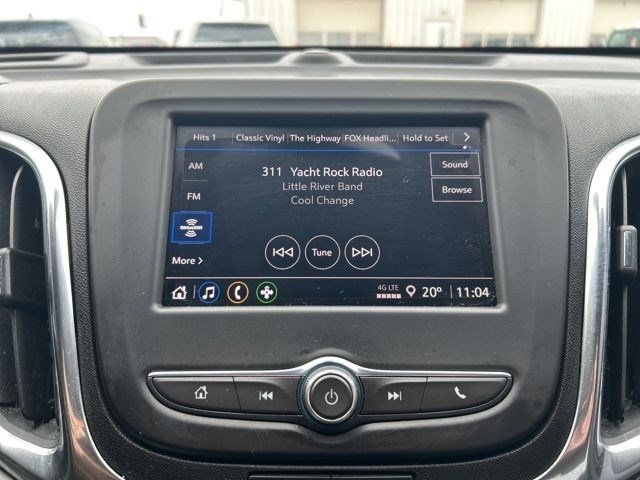 Hits 1 Classic Vinyl The Highway FOX Headli... Hold to Set
AM
311 Yacht Rock Radio
Sound
Little River Band
FM
Browse
Cool Change
SiriusXM
Tune
More >
4G LTE
20° 11:04